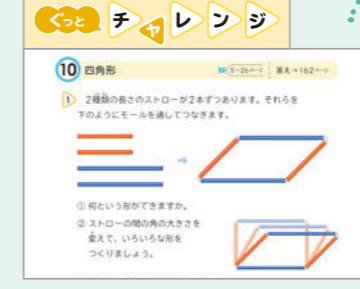 ぐっと チャレンジ
10 四角形 5~26ページ 答え→162ページ
1 2種類の長さのストローが2本ずつあります。それらを
下のようにモールを通してつなぎます。
① 何という形ができますか。
② ストローの間の角の大きさを
変えて、いろいろな形を
つくりましょう。